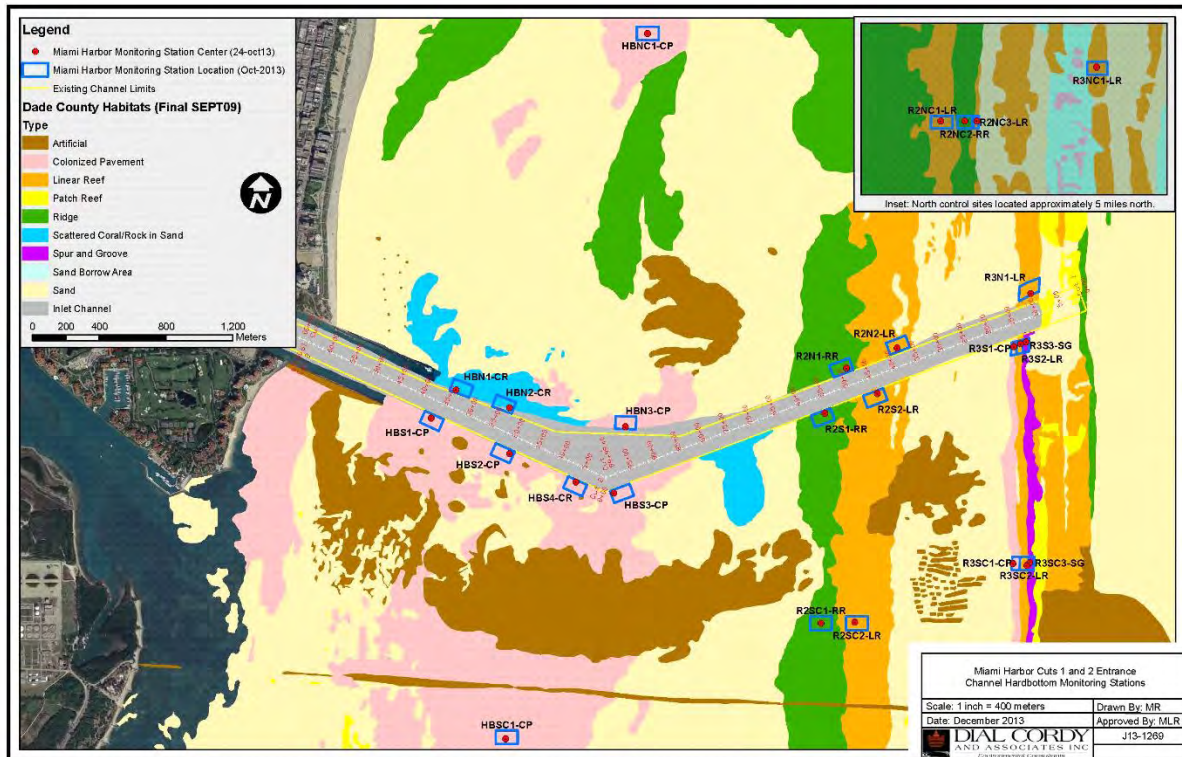 Legend
Miami Harbor Monitoring Station Center (24-oct13)
Miami Harbor Monitoring Station Location (Oct-2013)
Existing Channel Limits
Dade County Habitats (Final SEPT09)
Type
Artificial
Colonized Pavement
Linear Reef
Patch Reef
Ridge
Scattered Coral/Rock in Sand
Spur and Groove
Sand Borrow Area
Sand
Inlet Channel
0 200 400 800 1,200
Meters
N
HBNC1-CP
R3NC1-LR
R2NC1-LR
R2NC3-LR
R2NC2-RR
Inset: North control sites located approximately 5 miles north.
R3N1-LR
R2N2-LR
R3S1-CP
R3S3-SG
R3S2-LR
R2N1-RR
HBN1-CR
HBN2-CR
R2S2-LR
HBS1-CP
HBN3-CP
R2S1-RR
HBS2-CP
HBS4-CR
HBS3-CP
R3SC1-CP
R3SC3-SG
R3SC2-LR
R2SC1-RR
R2SC2-LR
HBSC1-CP
Miami Harbor Cuts 1 and 2 Entrance
Channel Hardbottom Monitoring Stations
Scale: 1 inch = 400 meters
Drawn By: MR
Date: December 2013
Approved By: MLR
DIAL CORDY
AND ASSOCIATES INC
Environmental Consultants
J13-1269